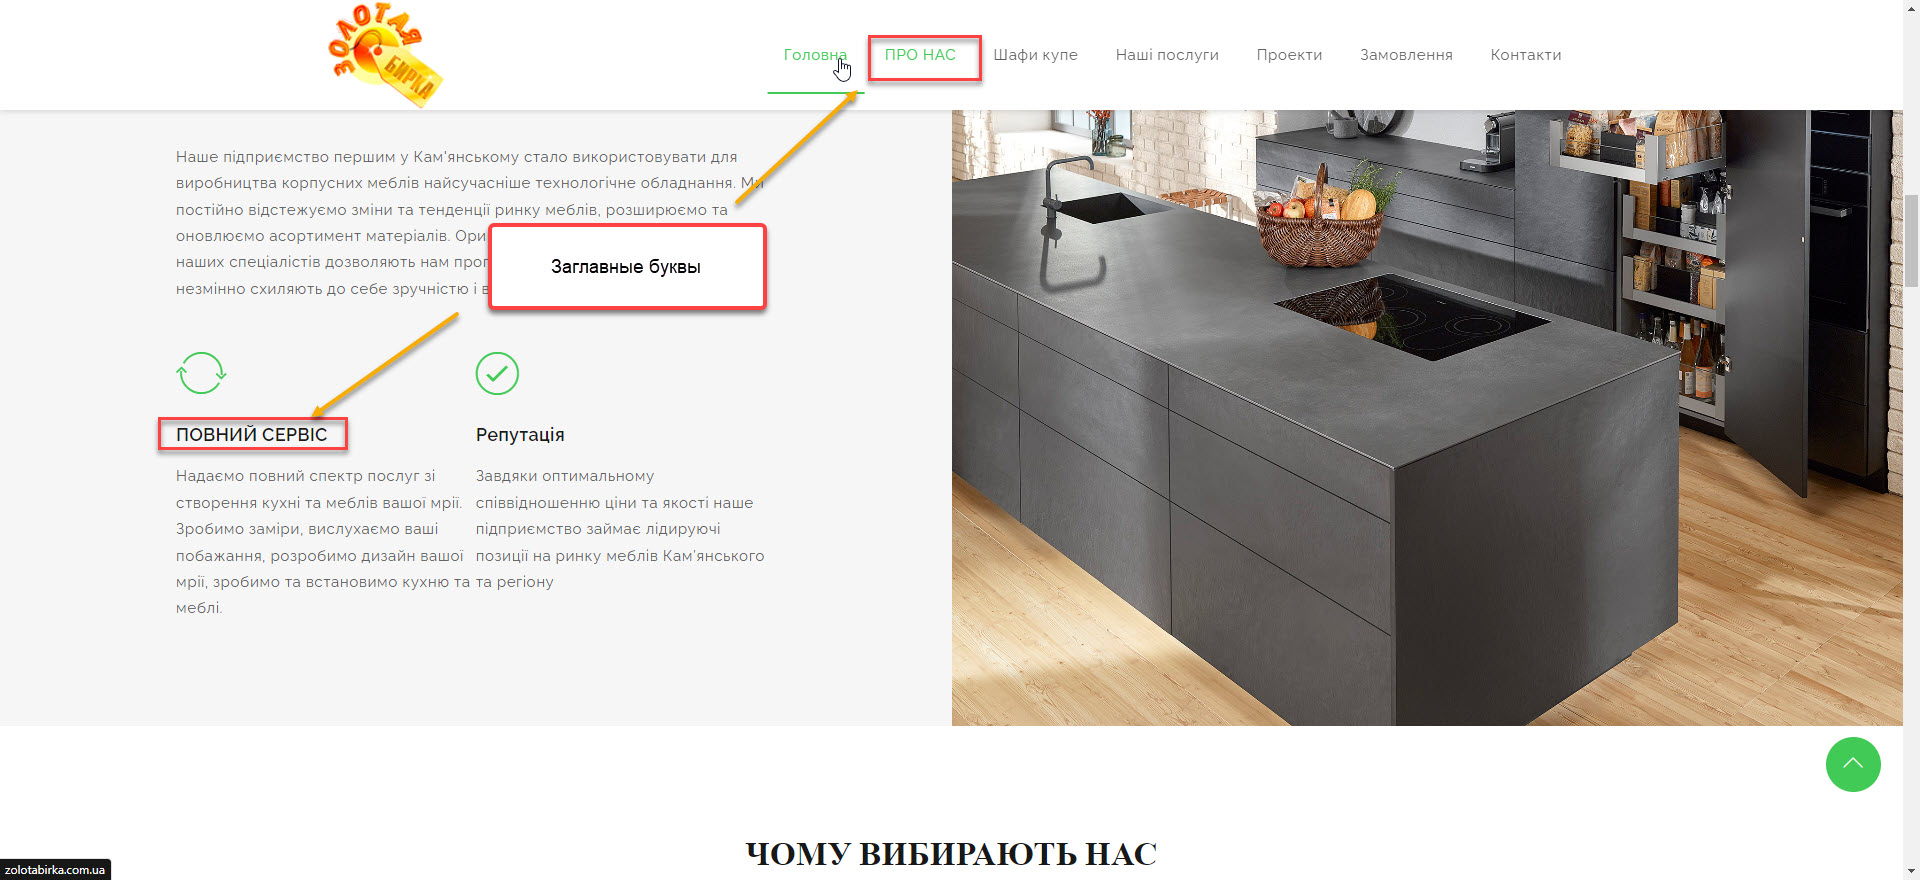 ЗОЛОТАЯ
БИРКА
Головна
ПРО НАС
Шафи купе
Наші послуги
Проекти
Замовлення
Контакти
Наше підприємство першим у Кам'янському стало використовувати для
виробництва корпусних меблів найсучасніше технологічне обладнання. Ми
постійно відстежуємо зміни та тенденції ринку меблів, розширюємо та
оновлюємо асортимент матеріалів.
наших спеціалістів дозволяють нам
незмінно схиляють до себе зручністю і
Заглавные буквы
ПОВНИЙ СЕРВІС
Надаємо повний спектр послуг зі
створення кухні та меблів вашої мрії.
Зробимо заміри, вислухаємо ваші
побажання, розробимо дизайн вашої
мрії, зробимо та встановимо кухню та
меблі.
Репутація
Завдяки оптимальному
співвідношенню ціни та якості наше
підприємство займає лідируючі
позиції на ринку меблів Кам'янського
та регіону
ЧОМУ ВИБИРАЮТЬ НАС
zolotabirka.com.ua